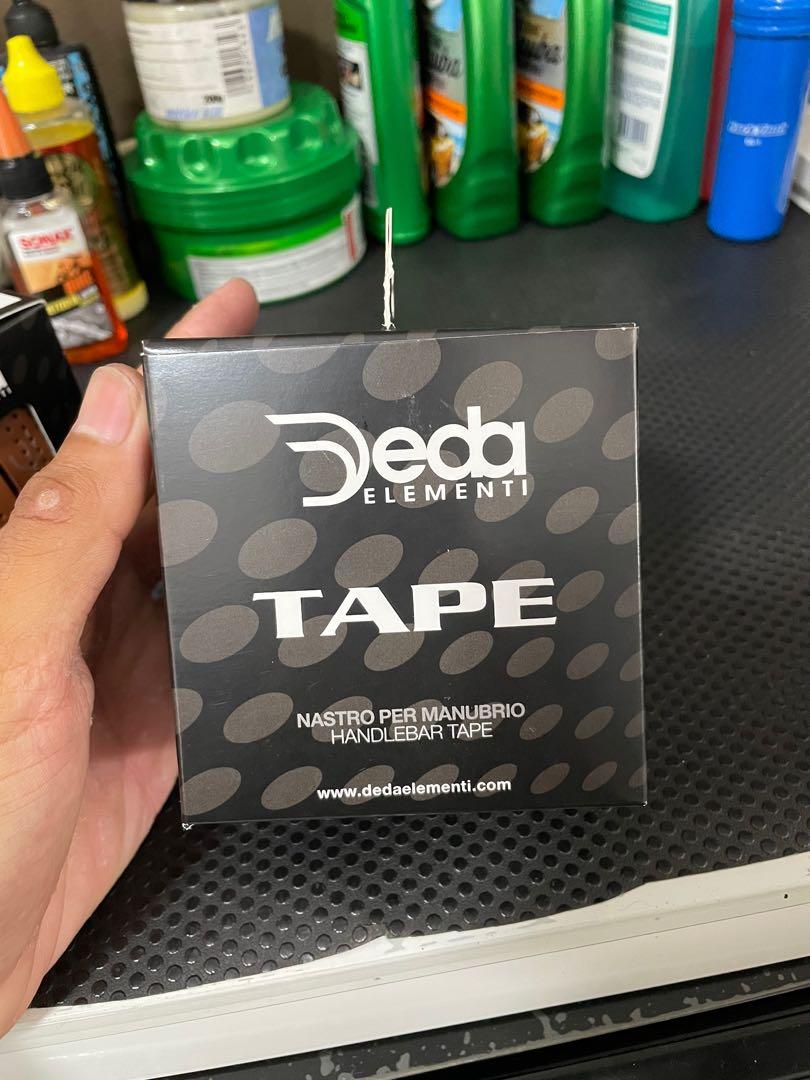 SONAX
Deda
ELEMENTI
TAPE
NASTRO PER MANUBRIO
HANDLEBAR TAPE
www.dedaelementi.com